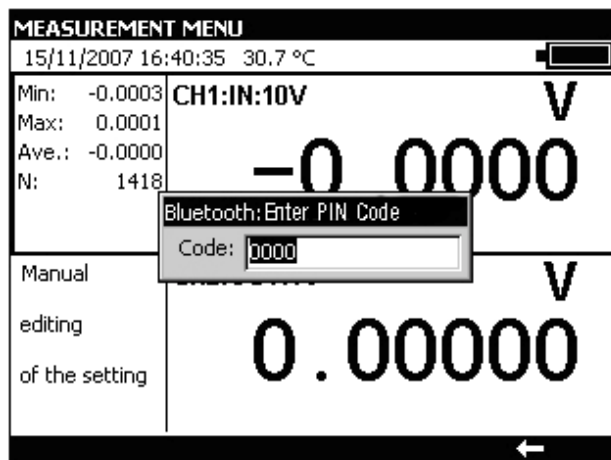 MEASUREMENT MENU
15/11/2007 16:40:35 30.7 °C
Min: -0.0003
Max: 0.0001
Ave.: -0.0000
N: 1418
CH1:IN:10V
V
-0 0000
Bluetooth:Enter PIN Code
Code: 0000
Manual
editing
of the setting
V
0.00000